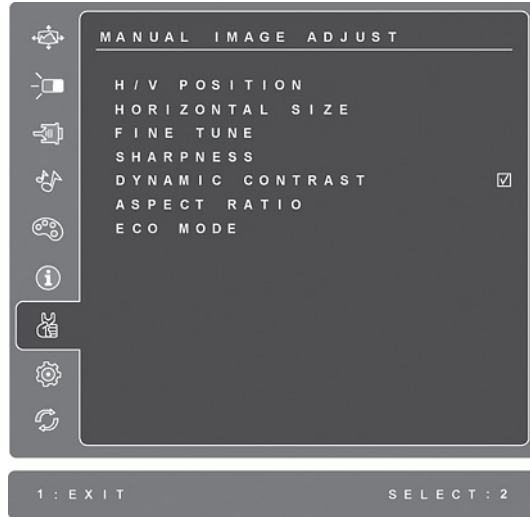 MANUAL IMAGE ADJUST
H/V POSITION
HORIZONTAL SIZE
FINE TUNE
SHARPNESS
DYNAMIC CONTRAST
ASPECT RATIO
ECO MODE
1:EXIT SELECT:2